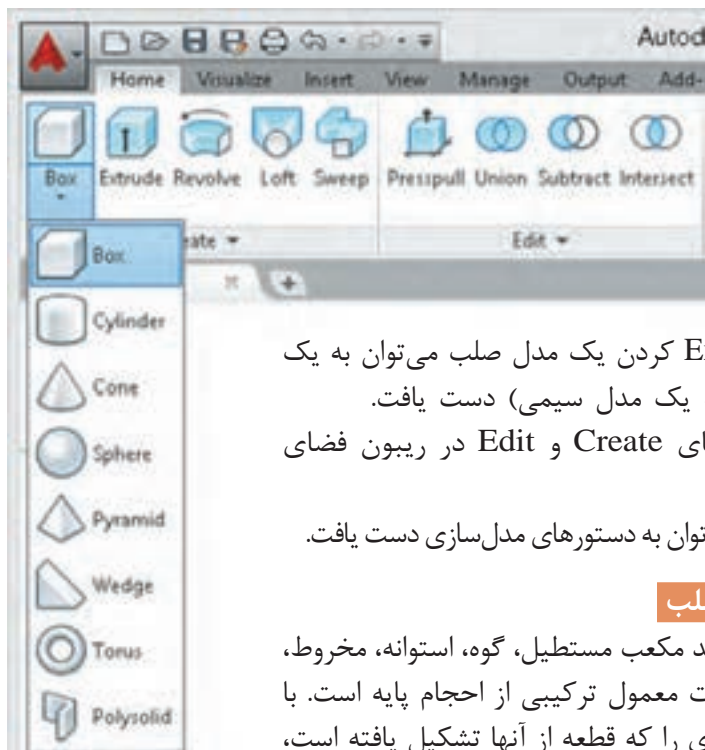 Autod
Home Visualize Insert View Manage Output Add-
Box Extrude Revolve Loft Sweep Presspull Union Subtract Intersect
eate Edit
Box
Cylinder
Cone
Sphere
Pyramid
Wedge
Torus
Polysolid
Ex کردن یک مدل صلب می‌توان به یک
یک مدل سیمی) دست یافت.
ای Create و Edit در ریبون فضای
توان به دستورهای مدل‌سازی دست یافت.
لب
ند مکعب مستطیل، گوه، استوانه، مخروط،
ت معمول ترکیبی از احجام پایه است. با
ی را که قطعه از آنها تشکیل یافته است،